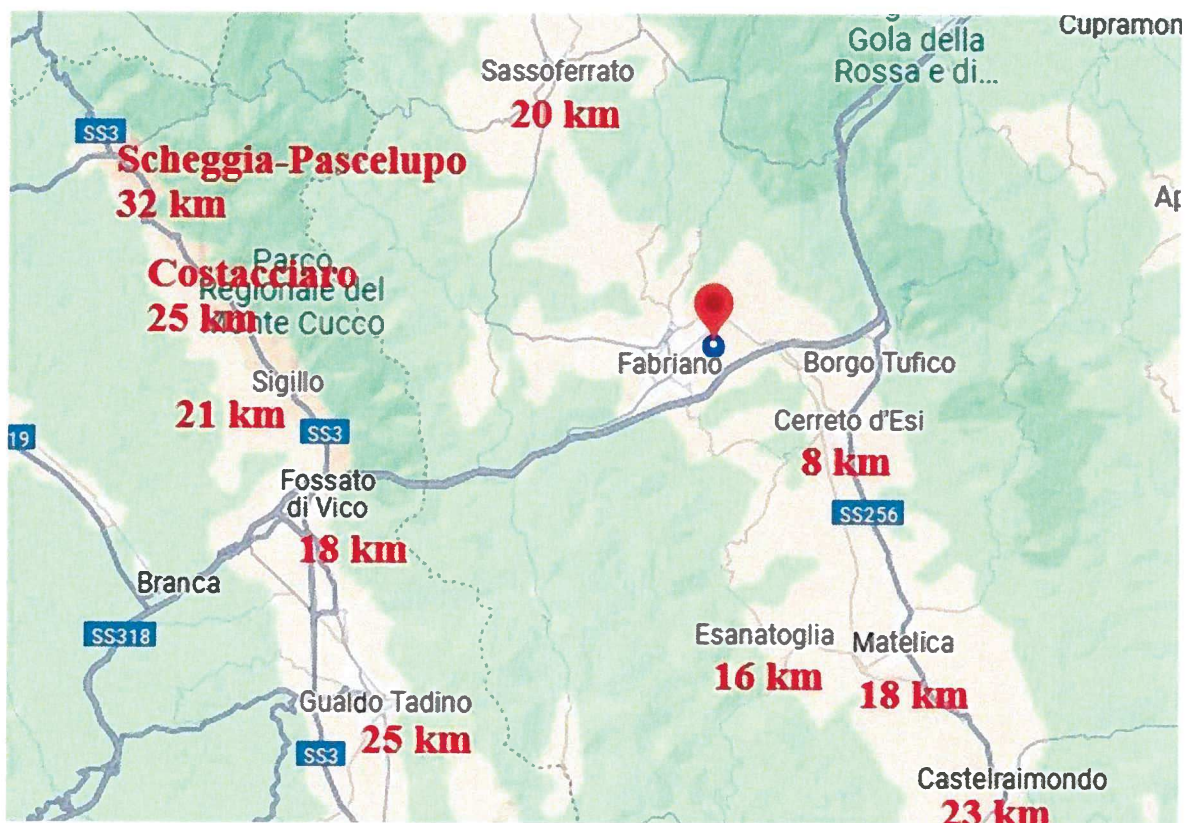 Cupramon
Gola della
Rossa e di...
Sassoferrato
20 km
SS3
Scheggia-Pascelupo
32 km
Ap
Costacciaro
25 km
Parco
Regionale del
Monte Cucco
Fabriano
Borgo Tufico
Sigillo
21 km
Cerreto d'Esi
8 km
19
SS3
Fossato
di Vico
18 km
SS256
Branca
SS318
Esanatoglia
16 km
Matelica
18 km
Gualdo Tadino
25 km
SS3
Castelraimondo
23 km